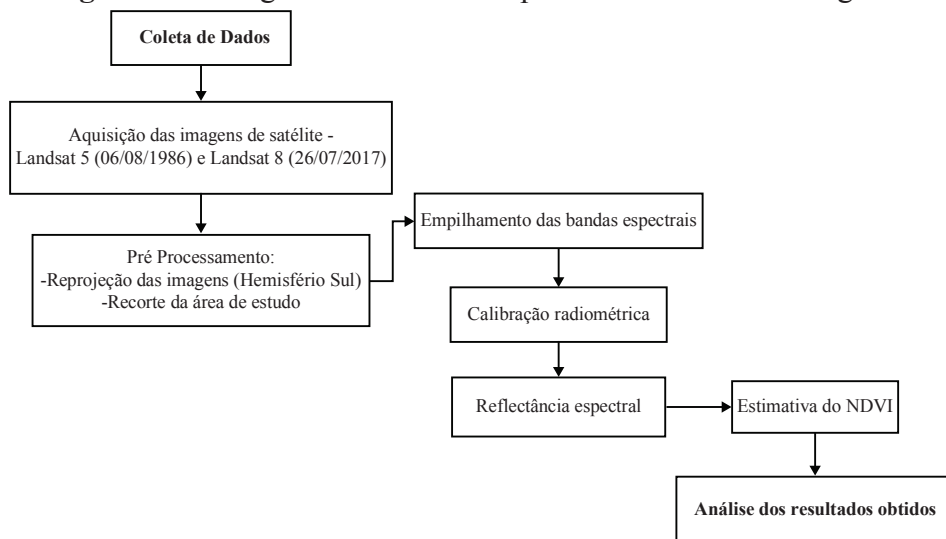 Coleta de Dados
Aquisição das imagens de satélite -
Landsat 5 (06/08/1986) e Landsat 8 (26/07/2017)
Pré Processamento:
-Reprojeção das imagens (Hemisfério Sul)
-Recorte da área de estudo
Empilhamento das bandas espectrais
Calibração radiométrica
Reflectância espectral
Estimativa do NDVI
Análise dos resultados obtidos